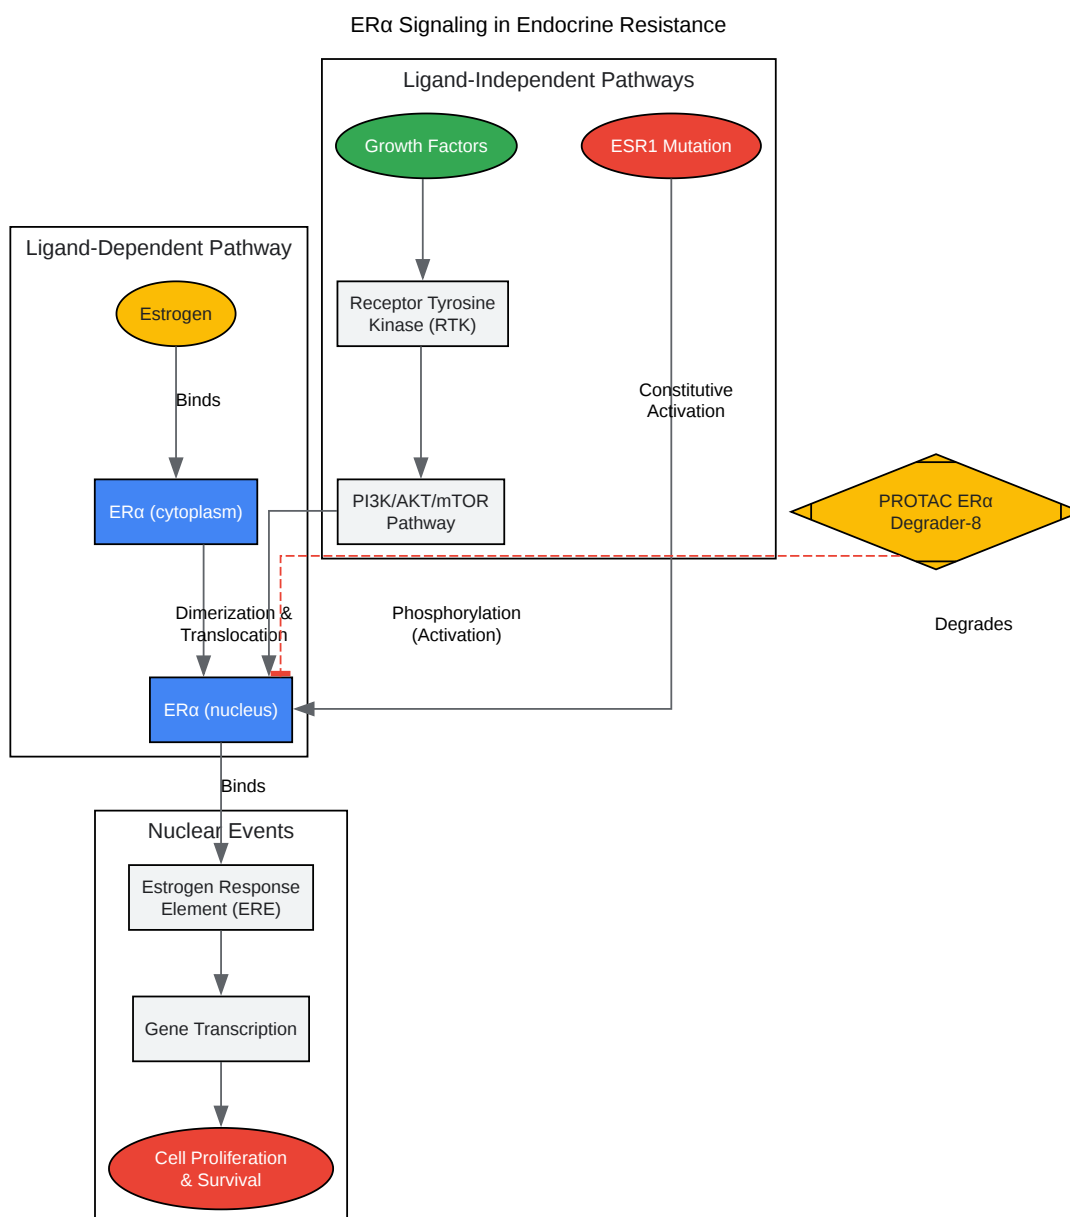 ERα Signaling in Endocrine Resistance
Ligand-Independent Pathways
Growth Factors
ESR1 Mutation
Ligand-Dependent Pathway
Estrogen
Receptor Tyrosine
Kinase (RTK)
Binds
Constitutive
Activation
ERα (cytoplasm)
PI3K/AKT/mTOR
Pathway
PROTAC ERα
Degrader-8
Dimerization &
Translocation
Phosphorylation
(Activation)
Degrades
ERα (nucleus)
Binds
Nuclear Events
Estrogen Response
Element (ERE)
Gene Transcription
Cell Proliferation
& Survival